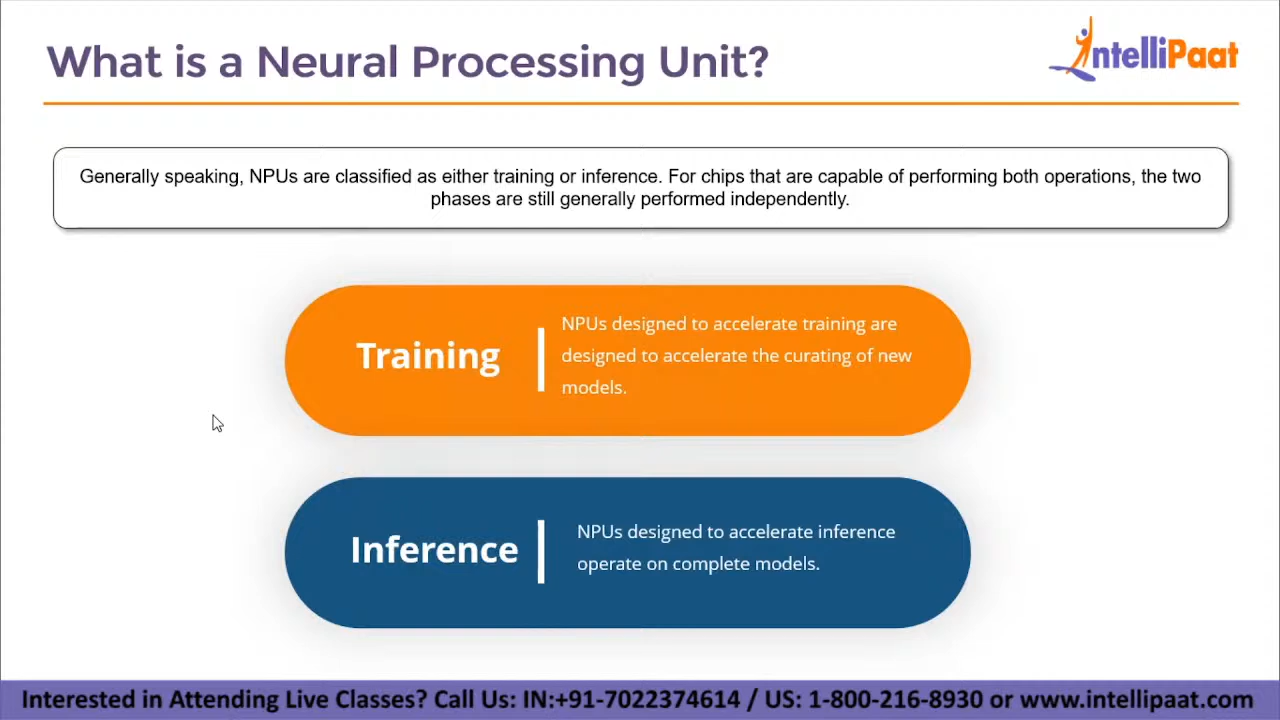 What is a Neural Processing Unit?
IntelliPaat
Generally speaking, NPUs are classified as either training or inference. For chips that are capable of performing both operations, the two
phases are still generally performed independently.
Training
NPUs designed to accelerate training are
designed to accelerate the curating of new
models.
Inference
NPUs designed to accelerate inference
operate on complete models.
Interested in Attending Live Classes? Call Us: IN:+91-7022374614 / US: 1-800-216-8930 or www.intellipaat.com